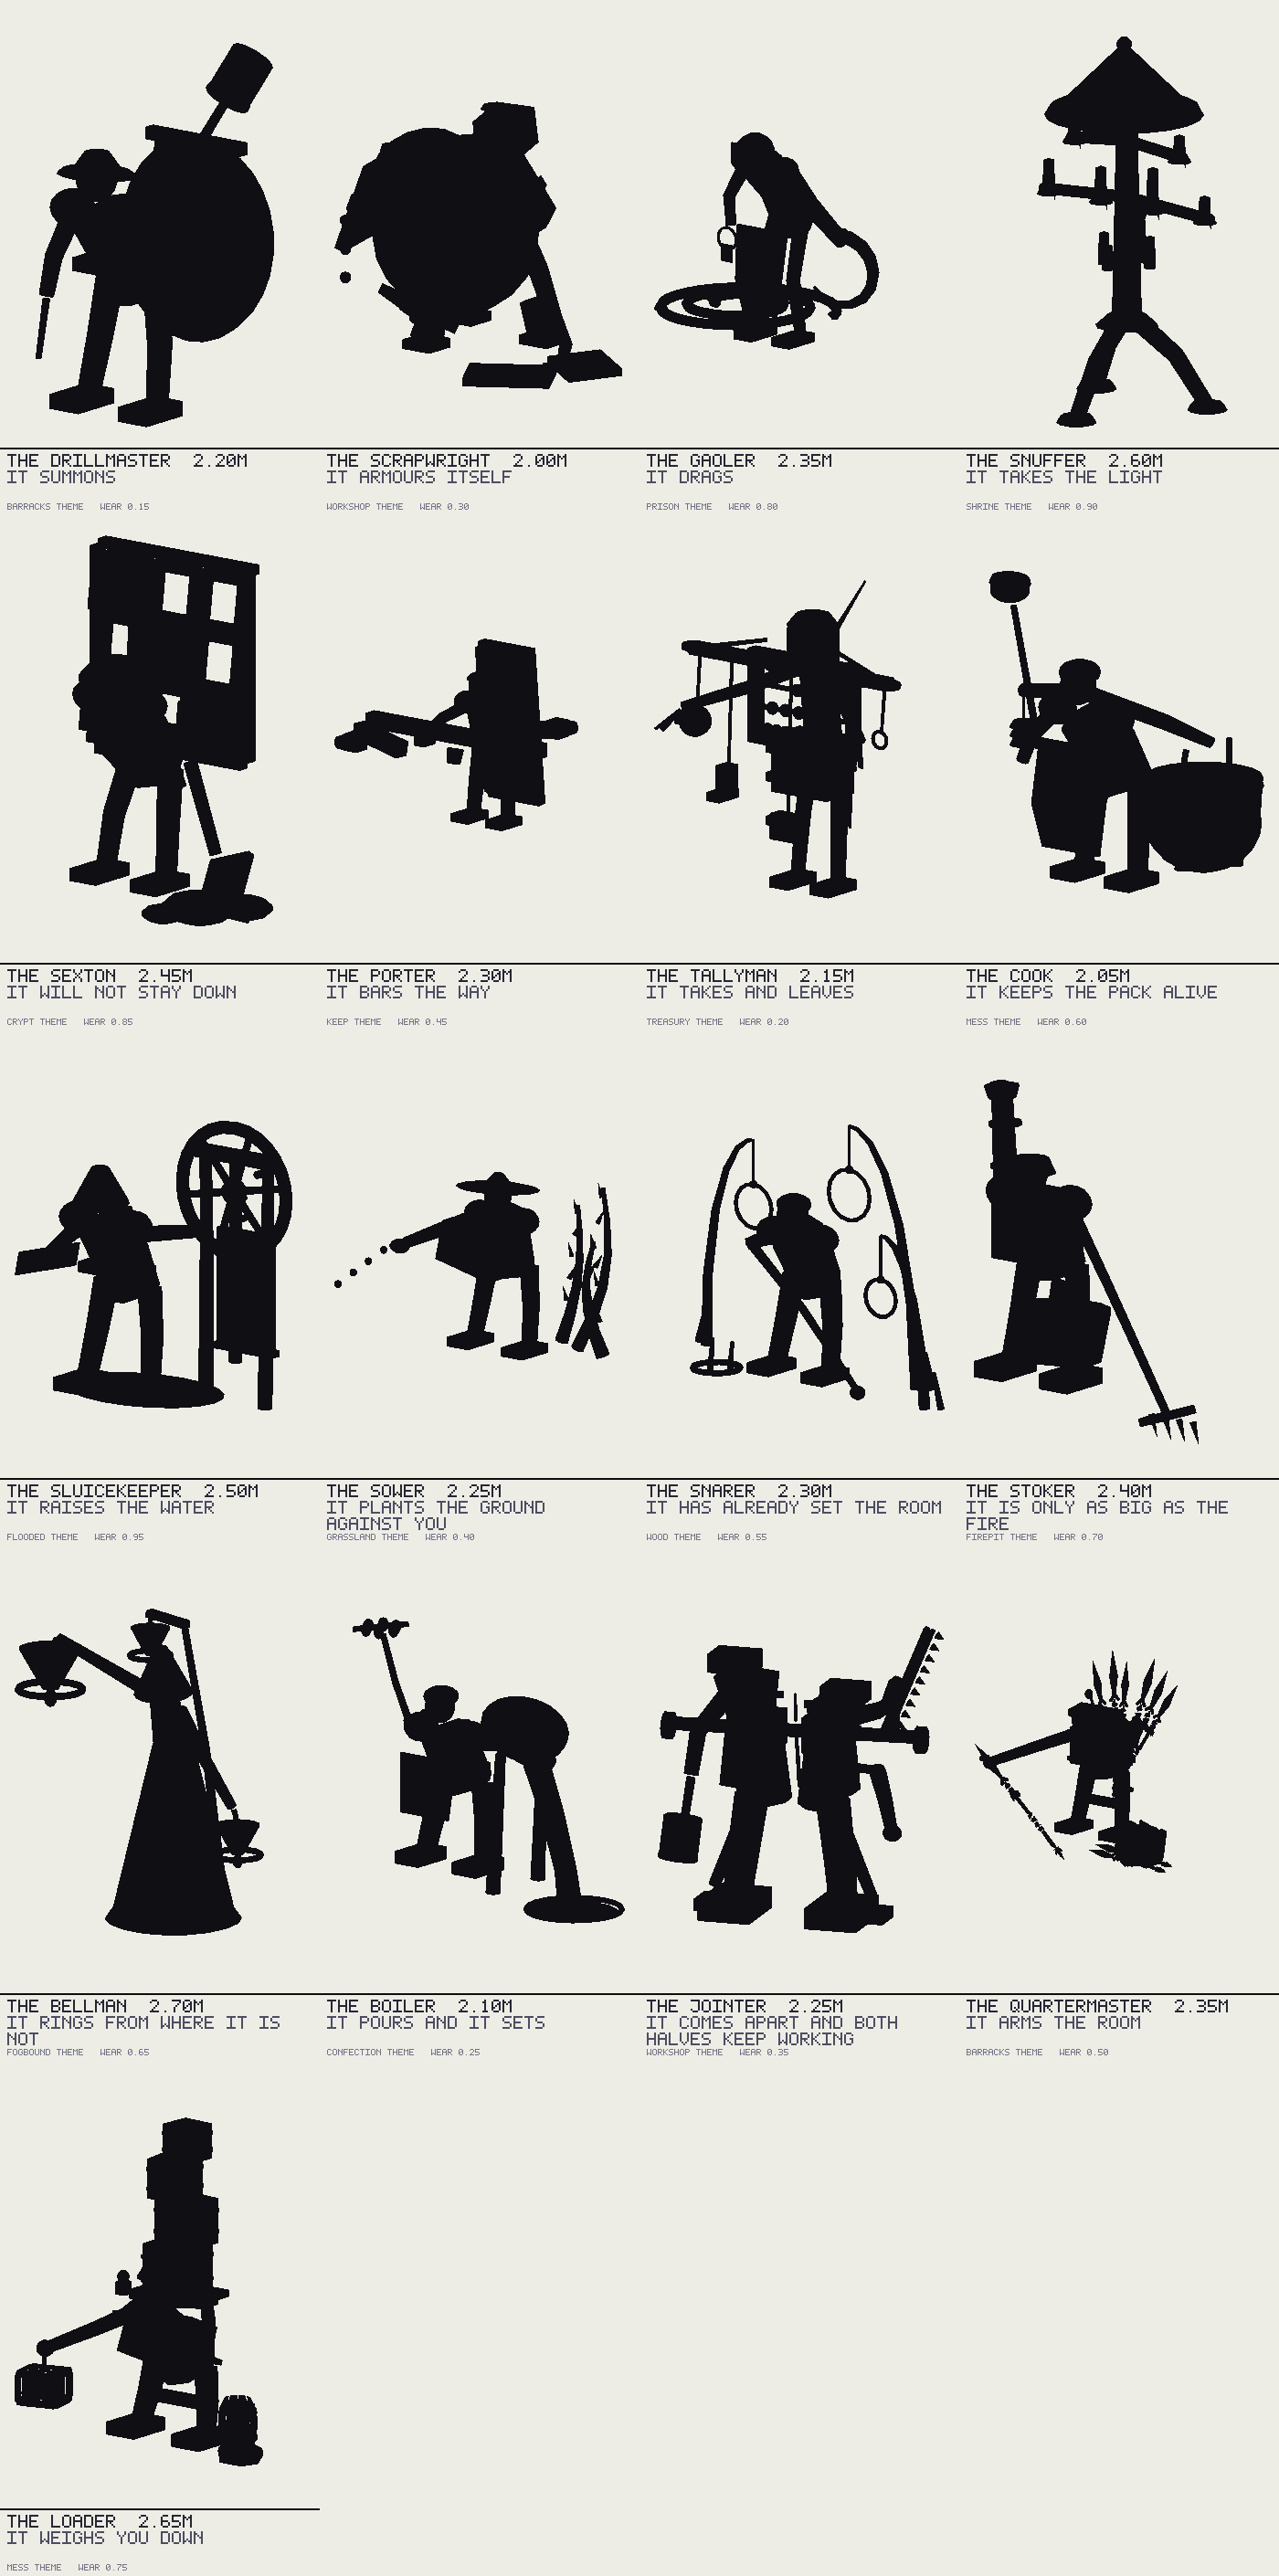 THE DRILLMASTER 2.20M
IT SUMMONS
BARRACKS THEME WEAR 0.15
THE SCRAPWRIGHT 2.00M
IT ARMOURS ITSELF
WORKSHOP THEME WEAR 0.30
THE GAOLER 2.35M
IT DRAGS
PRISON THEME WEAR 0.80
THE SNUFFER 2.60M
IT TAKES THE LIGHT
SHRINE THEME WEAR 0.90
THE SEXTON 2.45M
IT WILL NOT STAY DOWN
CRYPT THEME WEAR 0.85
THE PORTER 2.30M
IT BARS THE WAY
KEEP THEME WEAR 0.45
THE TALLYMAN 2.15M
IT TAKES AND LEAVES
TREASURY THEME WEAR 0.20
THE COOK 2.05M
IT KEEPS THE PACK ALIVE
MESS THEME WEAR 0.60
THE SLUICEKEEPER 2.50M
IT RAISES THE WATER
FLOODED THEME WEAR 0.95
THE SOWER 2.25M
IT PLANTS THE GROUND
AGAINST YOU
GRASSLAND THEME WEAR 0.40
THE SNARER 2.30M
IT HAS ALREADY SET THE ROOM
WOOD THEME WEAR 0.55
THE STOKER 2.40M
IT IS ONLY AS BIG AS THE
FIRE
FIREPIT THEME WEAR 0.70
THE BELLMAN 2.70M
IT RINGS FROM WHERE IT IS
NOT
FOGBOUND THEME WEAR 0.65
THE BOILER 2.10M
IT POURS AND IT SETS
CONFECTION THEME WEAR 0.25
THE JOINTER 2.25M
IT COMES APART AND BOTH
HALVES KEEP WORKING
WORKSHOP THEME WEAR 0.35
THE QUARTERMASTER 2.35M
IT ARMS THE ROOM
BARRACKS THEME WEAR 0.50
THE LOADER 2.65M
IT WEIGHS YOU DOWN
MESS THEME WEAR 0.75